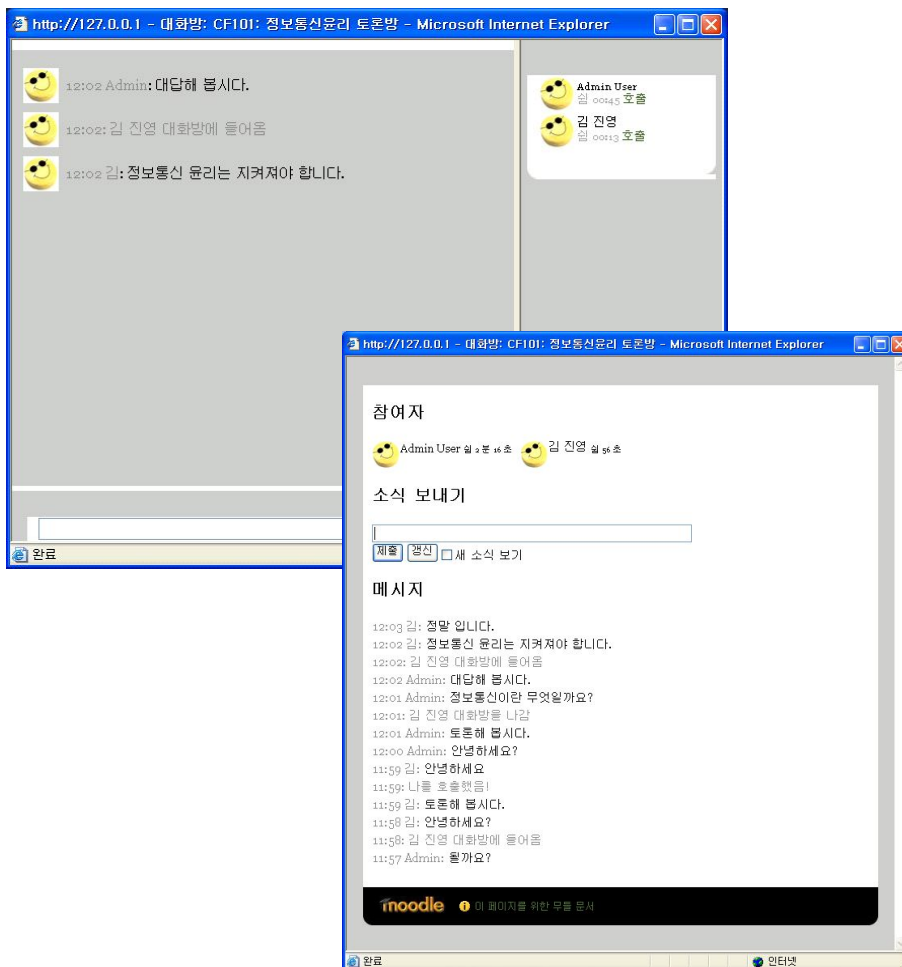 http://127.0.0.1 - 대화방: CF101: 정보통신윤리 토론방 - Microsoft Internet Explorer
12:02 Admin: 대답해 봅시다.
12:02: 김 진영 대화방에 들어옴
12:02 김: 정보통신 윤리는 지켜져야 합니다.
Admin User
쉼 00:45 호출
김 진영
쉼 00:13 호출
완료
http://127.0.0.1 - 대화방: CF101: 정보통신윤리 토론방 - Microsoft Internet Explorer
참여자
Admin User 쉼 2 분 16 초 김 진영 쉼 56 초
소식 보내기
제출 갱신 새 소식 보기
메시지
12:03 김: 정말 입니다.
12:02 김: 정보통신 윤리는 지켜져야 합니다.
12:02: 김 진영 대화방에 들어옴
12:02 Admin: 대답해 봅시다.
12:01 Admin: 정보통신이란 무엇일까요?
12:01: 김 진영 대화방을 나감
12:01 Admin: 토론해 봅시다.
12:00 Admin: 안녕하세요?
11:59 김: 안녕하세요
11:59: 나를 호출했음!
11:59 김: 토론해 봅시다.
11:58 김: 안녕하세요?
11:58: 김 진영 대화방에 들어옴
11:57 Admin: 될까요?
moodle 이 페이지를 위한 무들 문서
완료 인터넷